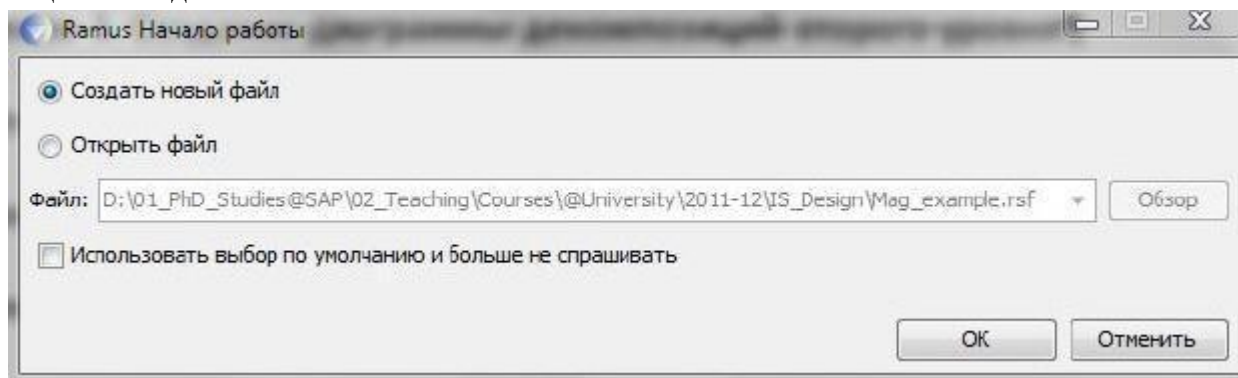 Ramus Начало работы
Создать новый файл
Открыть файл
Файл: D:\01_PhD_Studies@SAP\02_Teaching\Courses\@University\2011-12\IS_Design\Mag_example.rsf Обзор
Использовать выбор по умолчанию и больше не спрашивать
ОК Отменить